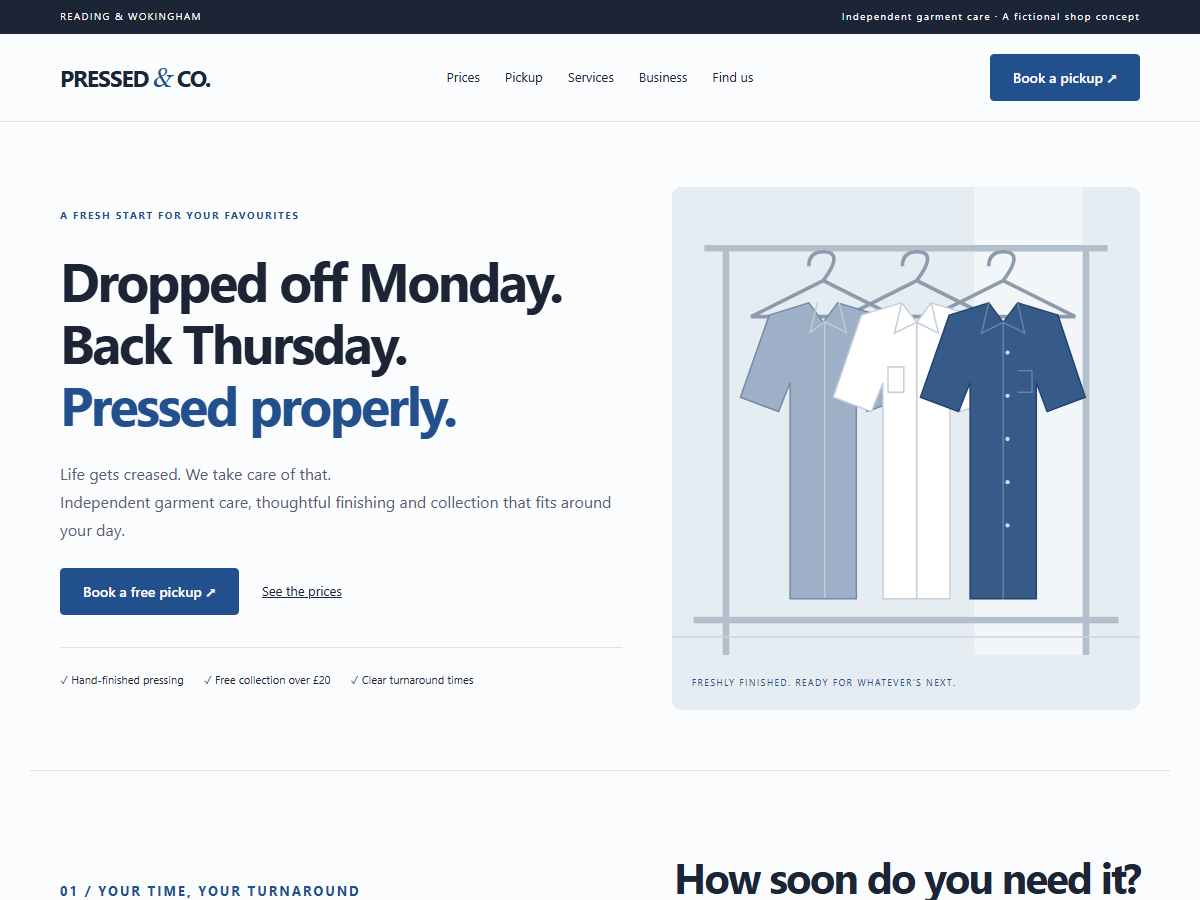 READING & WOKINGHAM
Independent garment care · A fictional shop concept
PRESSED & CO.
Prices
Pickup
Services
Business
Find us
Book a pickup ↗
A FRESH START FOR YOUR FAVOURITES
Dropped off Monday.
Back Thursday.
Pressed properly.
Life gets creased. We take care of that.
Independent garment care, thoughtful finishing and collection that fits around
your day.
Book a free pickup ↗
See the prices
✓ Hand-finished pressing
✓ Free collection over £20
✓ Clear turnaround times
FRESHLY FINISHED. READY FOR WHATEVER'S NEXT.
01 / YOUR TIME, YOUR TURNAROUND
How soon do you need it?